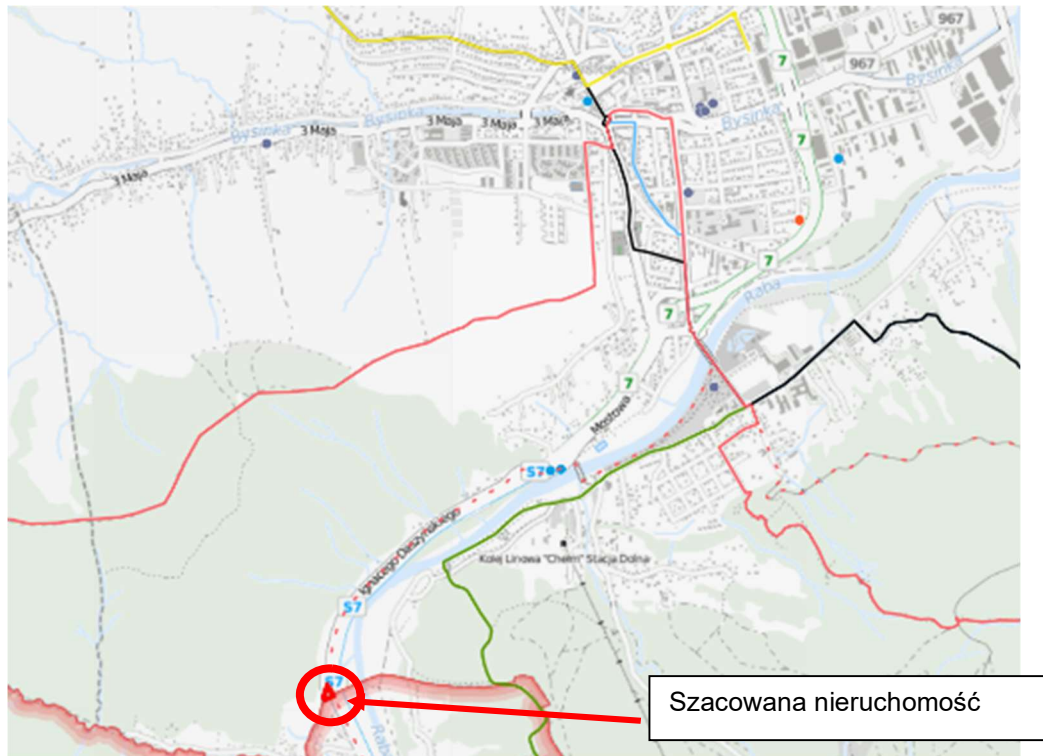 7
967
967
Bysinka
Bysinka
Bysinka
Bysinka
3 Maja
3 Maja
3 Maja
3 Maja
3 Maja
7
7
7
Raba
7
Mostowa
S7
Ignacego Daszyńskiego
Kolej Linowa "Chełm" Stacja Dolna
S7
S7
Raba
Szacowana nieruchomość